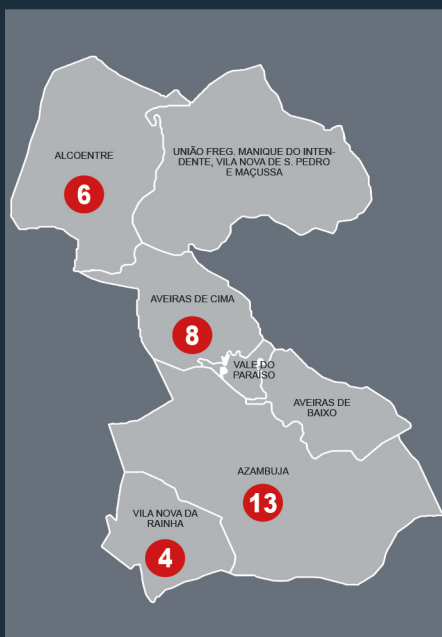 ALCOENTRE
6
UNIÃO FREG. MANIQUE DO INTEN-
DENTE, VILA NOVA DE S. PEDRO
E MAÇUSSA
AVEIRAS DE CIMA
8
VALE DO
PARAÍSO
AVEIRAS DE
BAIXO
AZAMBUJA
13
VILA NOVA DA
RAINHA
4